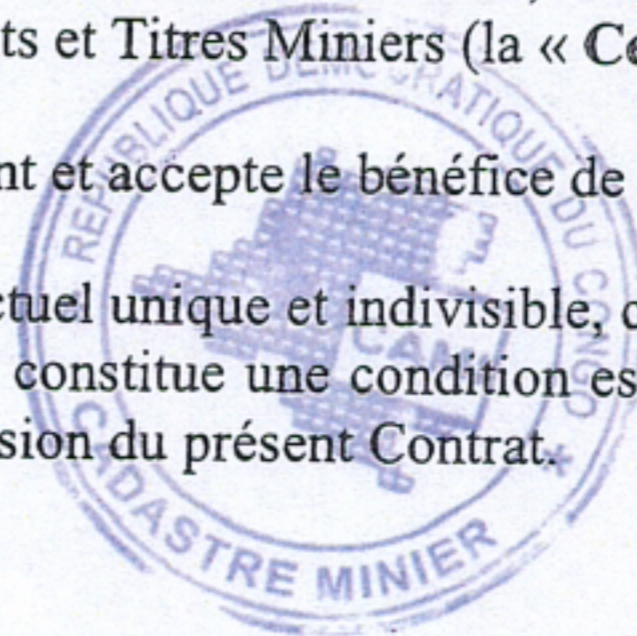 ts et Titres Miniers (la « Ce
nt et accepte le bénéfice de
ctuel unique et indivisible, c
constitue une condition es
sion du présent Contrat.
REPUBLIQUE DEMOCRATIQUE DU CONGO *
CAMI
CADASTRE MINIER